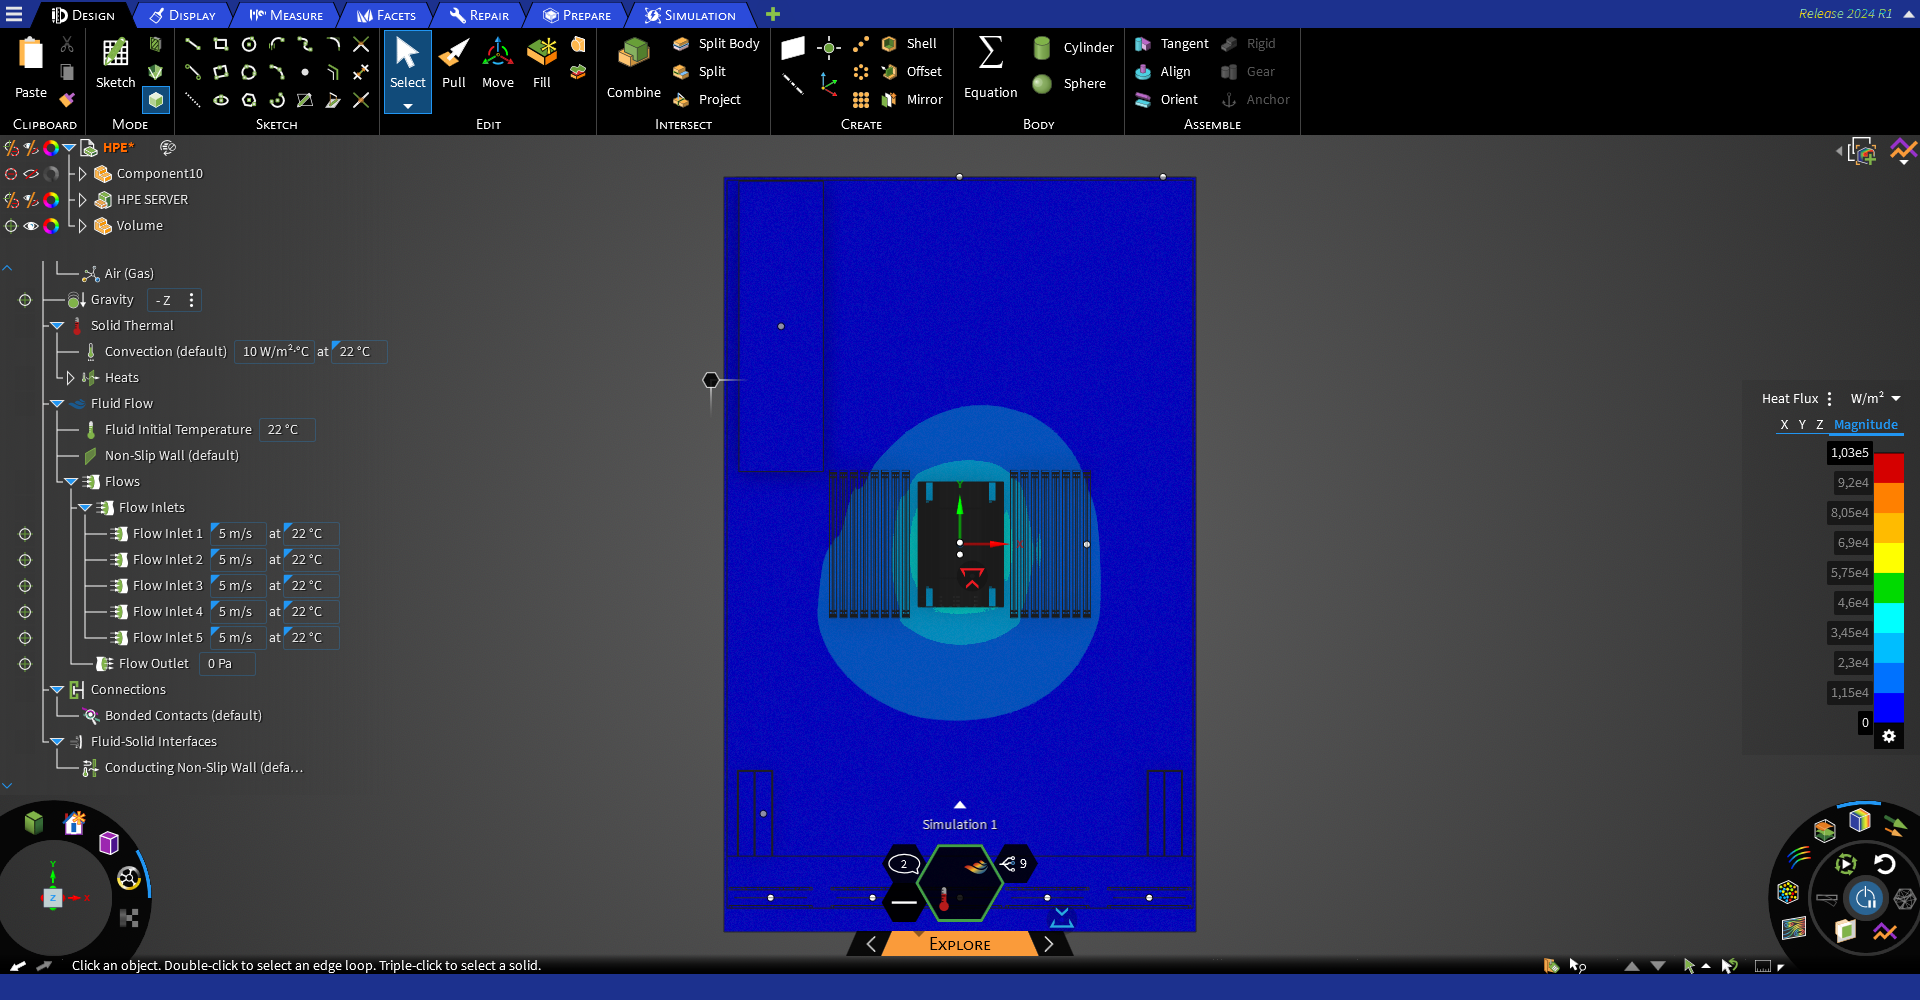 DESIGN DISPLAY MEASURE FACETS REPAIR PREPARE SIMULATION Release 2024 R1
Paste
CLIPBOARD
Sketch
MODE
SKETCH
Select Pull Move Fill
EDIT
Combine
Split Body
Split
Project
INTERSECT
Shell
Offset
Mirror
CREATE
Equation
Cylinder
Sphere
BODY
Tangent Rigid
Align Gear
Orient Anchor
ASSEMBLE
HPE*
Component10
HPE SERVER
Volume
Air (Gas)
Gravity - Z
Solid Thermal
Convection (default) 10 W/m²·°C at 22 °C
Heats
Fluid Flow
Fluid Initial Temperature 22 °C
Non-Slip Wall (default)
Flows
Flow Inlets
Flow Inlet 1 5 m/s at 22 °C
Flow Inlet 2 5 m/s at 22 °C
Flow Inlet 3 5 m/s at 22 °C
Flow Inlet 4 5 m/s at 22 °C
Flow Inlet 5 5 m/s at 22 °C
Flow Outlet 0 Pa
Connections
Bonded Contacts (default)
Fluid-Solid Interfaces
Conducting Non-Slip Wall (defa...
Y
Z X
Y
X
Simulation 1
2
9
EXPLORE
Heat Flux W/m²
X Y Z Magnitude
1,03e5
9,2e4
8,05e4
6,9e4
5,75e4
4,6e4
3,45e4
2,3e4
1,15e4
0
Click an object. Double-click to select an edge loop. Triple-click to select a solid.